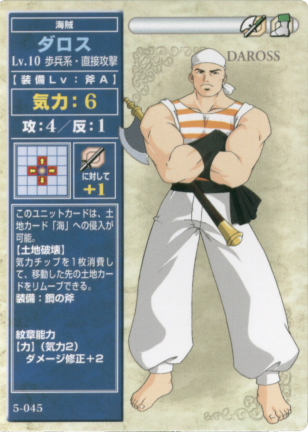 海賊
ダロス
Lv.10 歩兵系・直接攻撃
【装備Lv:斧A】
気力:6
攻:4/反:1
に対して
+1
このユニットカードは、土
地カード「海」への侵入が
可能。
【土地破壊】
気力チップを1枚消費し
て、移動した先の土地カー
ドをリムーブできる。
装備:鋼の斧
紋章能力
【力】(気力2)
ダメージ修正+2
5-045
DAROSS